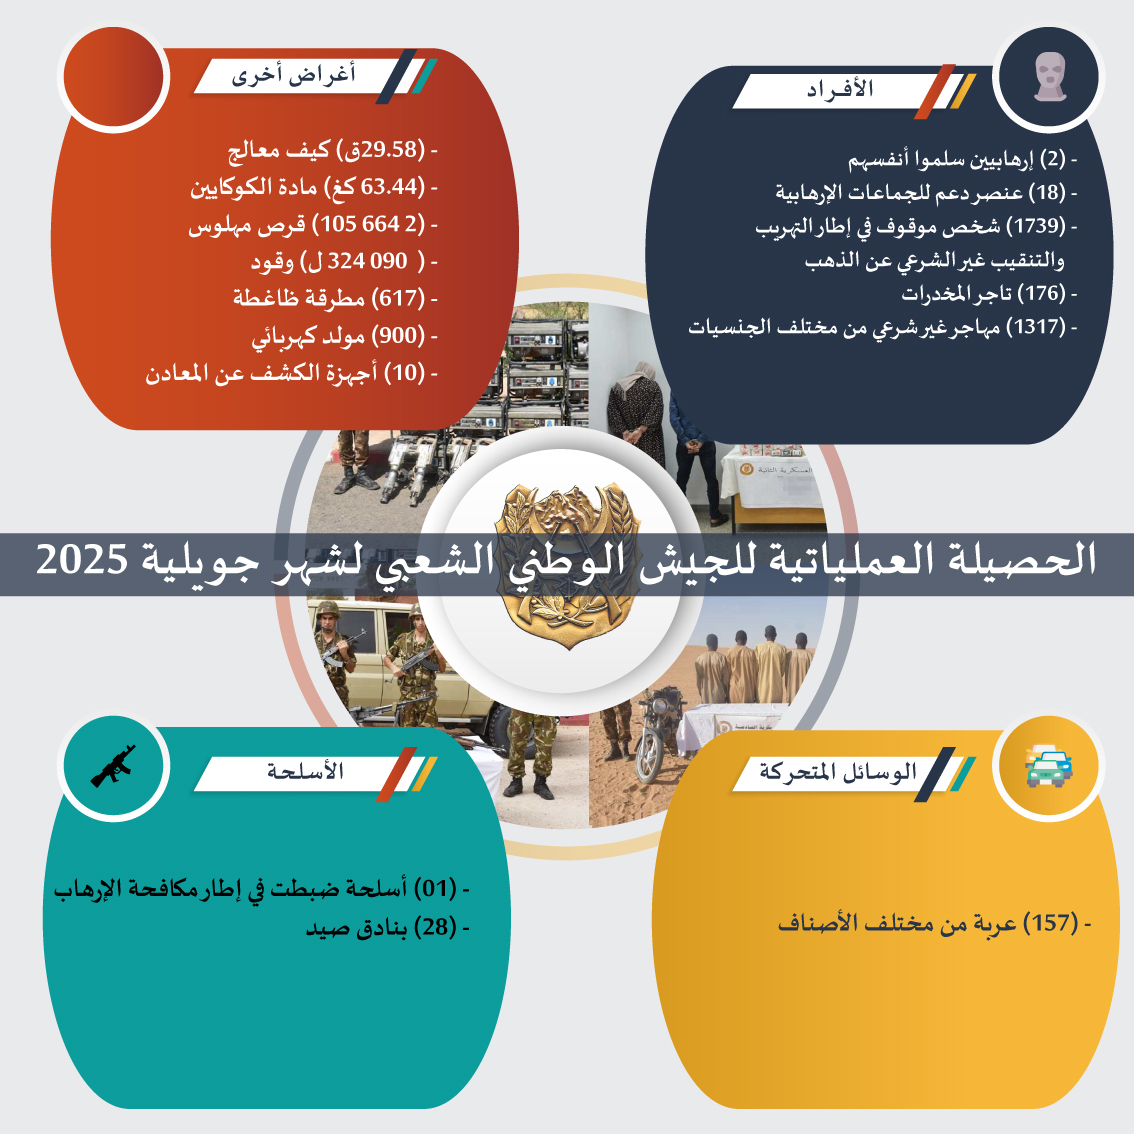 الأفراد
- (2) إرهابيين سلموا أنفسهم
- (18) عنصر دعم للجماعات الإرهابية
- (1739) شخص موقوف في إطار التهريب
والتنقيب غير الشرعي عن الذهب
- (176) تاجر المخدرات
- (1317) مهاجر غير شرعي من مختلف الجنسيات
أغراض أخرى
- (29.58ق) كيف معالج
- (63.44 كغ) مادة الكوكايين
- (2 664 105) قرص مهلوس
- ( 090 324 ل) وقود
- (617) مطرقة ظاغطة
- (900) مولد كهربائي
- (10) أجهزة الكشف عن المعادن
العسكرية الثانية
الحصيلة العملياتية للجيش الوطني الشعبي لشهر جويلية 2025
الوسائل المتحركة
- (157) عربة من مختلف الأصناف
الأسلحة
- (01) أسلحة ضبطت في إطار مكافحة الإرهاب
- (28) بنادق صيد